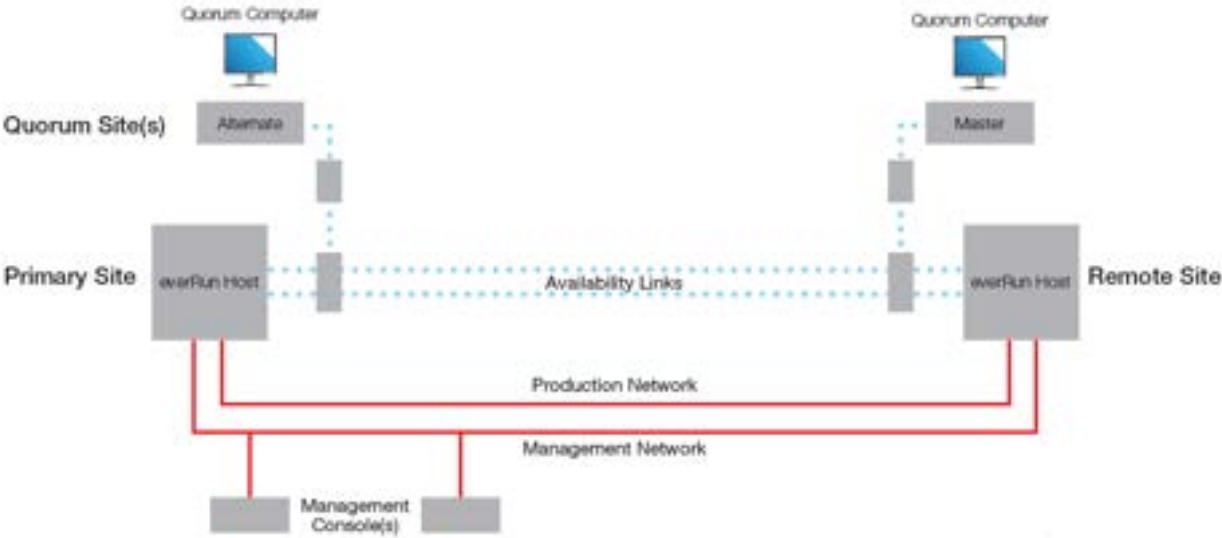 Quorum Computer
Quorum Computer
Quorum Site(s)
Alternate
Master
Primary Site
everRun Host
Availability Links
everRun Host
Remote Site
Production Network
Management Network
Management
Console(s)